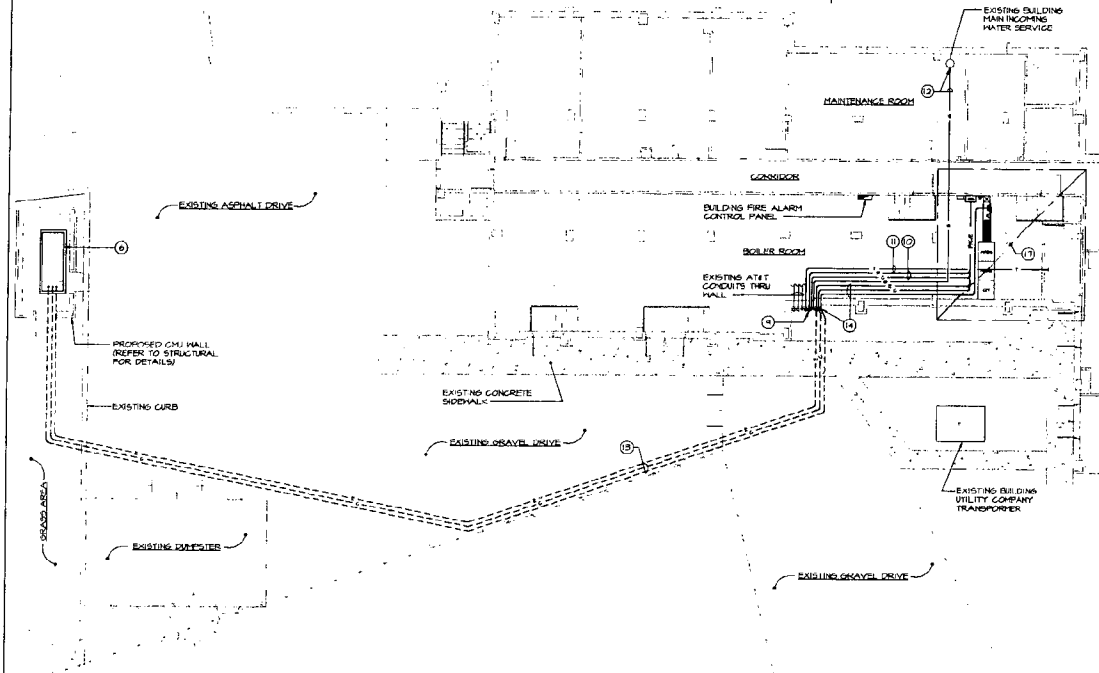 EXISTING BUILDING
MAIN INCOMING
WATER SERVICE
12
MAINTENANCE ROOM
CORRIDOR
EXISTING ASPHALT DRIVE
BUILDING FIRE ALARM
CONTROL PANEL
6
BOILER ROOM
11
10
17
EXISTING AT&T
CONDUITS THRU
WALL
9
14
PROPOSED CMU WALL
(REFER TO STRUCTURAL
FOR DETAILS)
EXISTING CONCRETE
SIDEWALK
EXISTING CURB
EXISTING GRAVEL DRIVE
13
GRASS AREA
EXISTING BUILDING
UTILITY COMPANY
TRANSFORMER
EXISTING DUMPSTER
EXISTING GRAVEL DRIVE